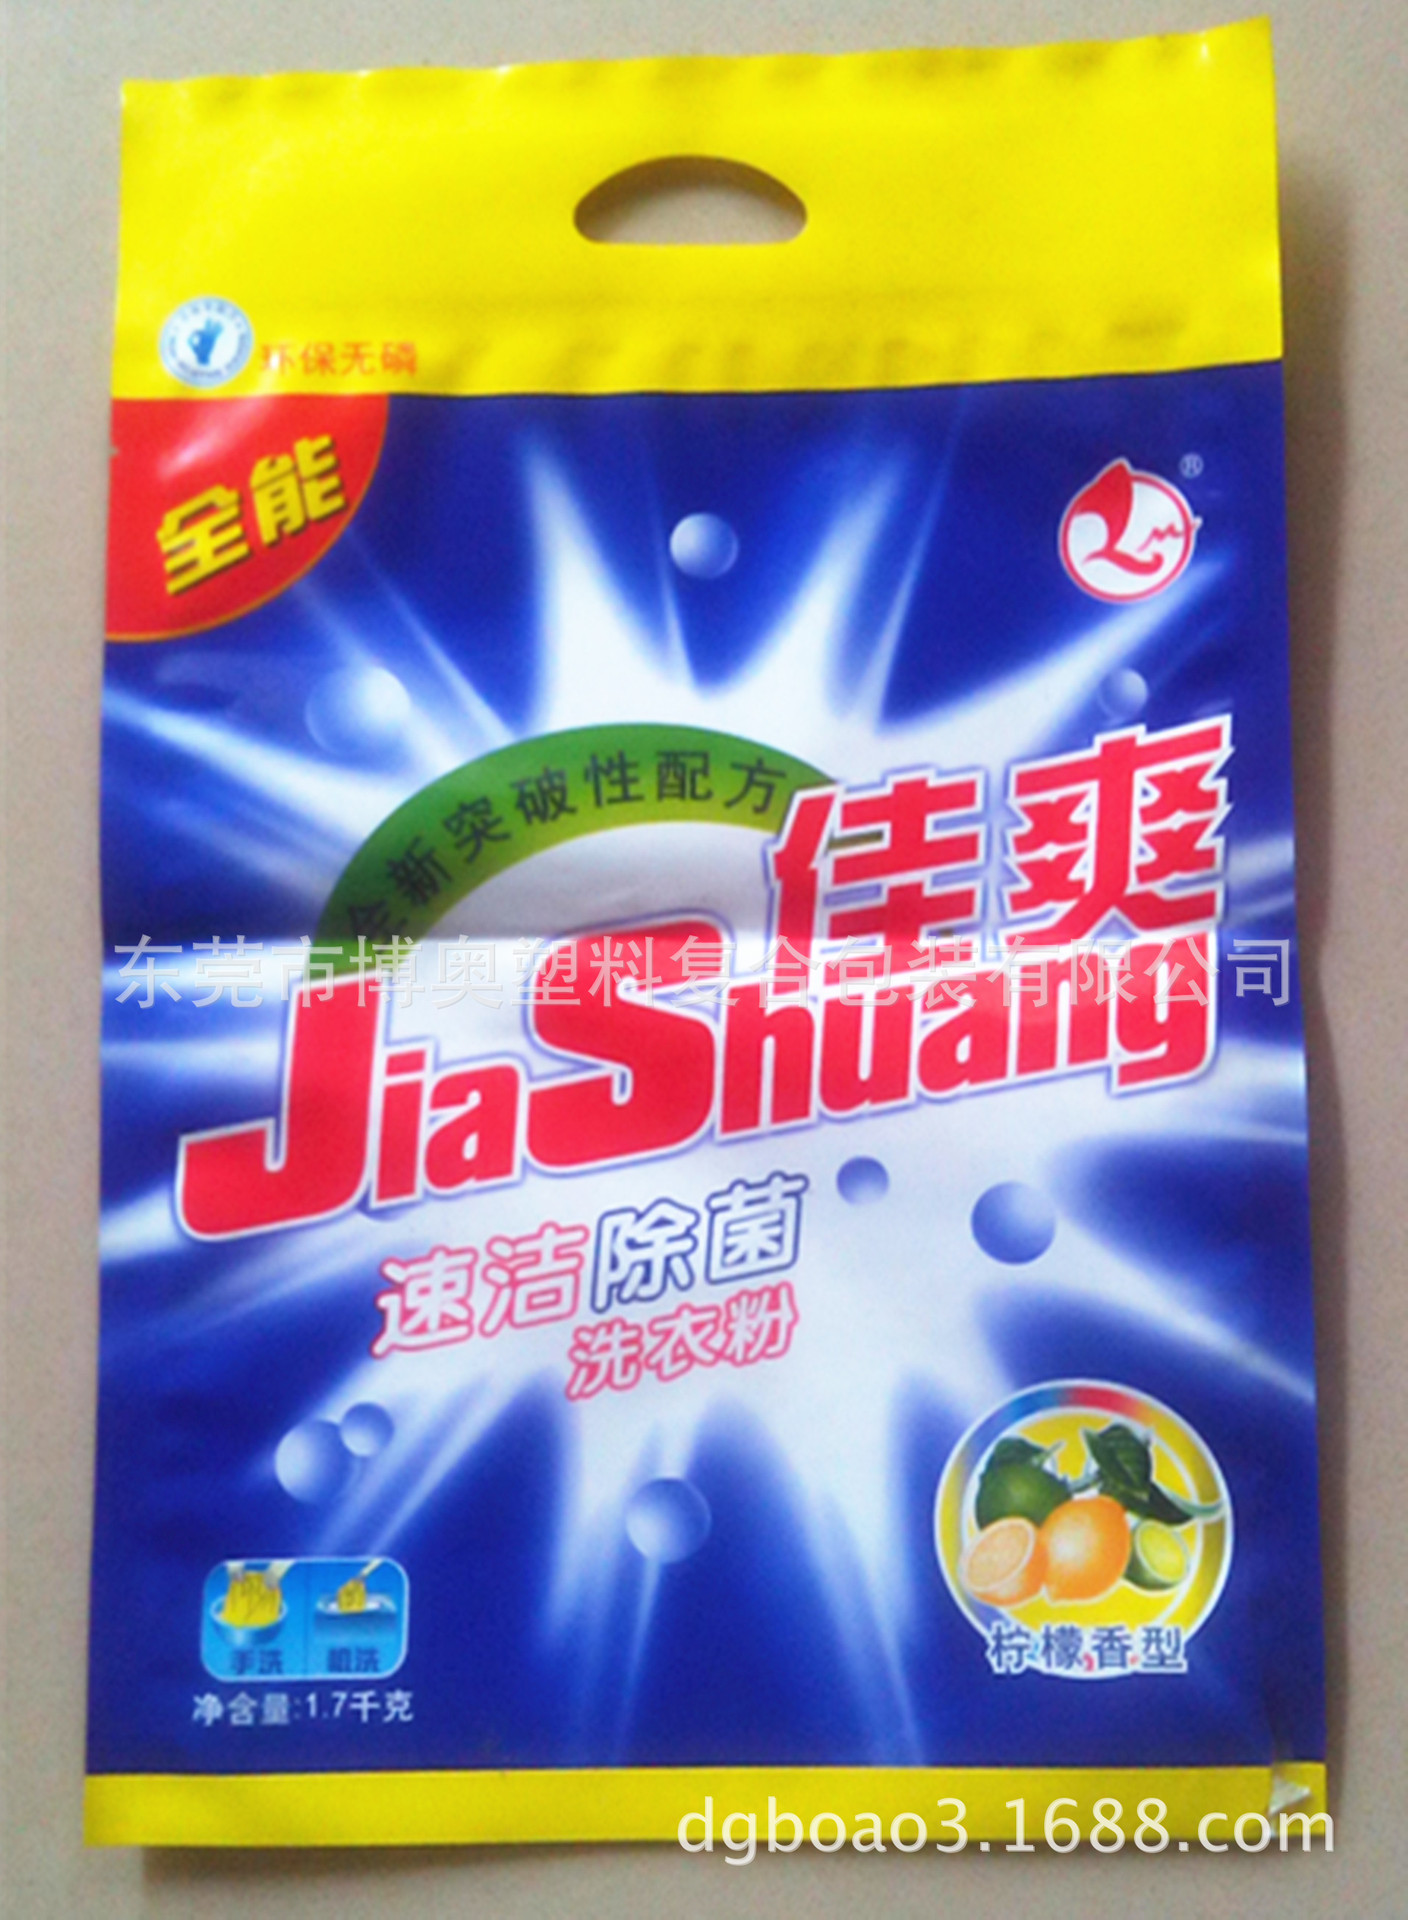 环保无磷
全能
®
全新突破性配方
佳爽
东莞市博奥塑料复合包装有限公司
JiaShuang
速洁除菌
洗衣粉
手洗 机洗
柠檬香型
净含量:1.7千克
dgboao3.1688.com